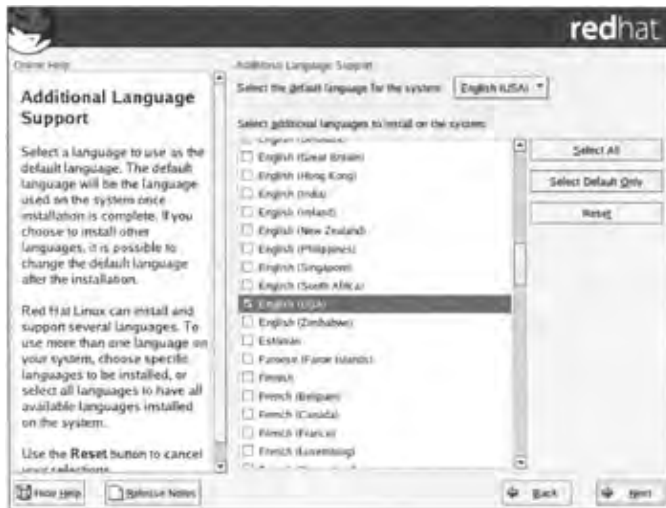 redhat
Online Help
Additional Language
Support
Select a language to use as the
default language. The default
language will be the language
used on the system once
installation is complete. If you
choose to install other
languages, it is possible to
change the default language
after the installation.
Red Hat Linux can install and
support several languages. To
use more than one language on
your system, choose specific
languages to be installed, or
select all languages to have all
available languages installed
on the system.
Use the Reset button to cancel
your selections.
Additional Language Support
Select the default language for the system: English (USA)
Select additional languages to install on the system:
English (Great Britain)
English (Hong Kong)
English (India)
English (Ireland)
English (New Zealand)
English (Philippines)
English (Singapore)
English (South Africa)
English (USA)
English (Zimbabwe)
Estonian
Faroese (Faroe Islands)
Finnish
French (Belgium)
French (Canada)
French (France)
French (Luxemburg)
Select All
Select Default Only
Reset
Hide Help
Release Notes
Back
Next